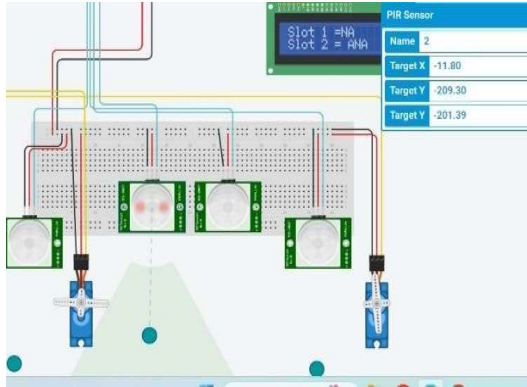 Slot 1 =NA
Slot 2 = ANA
PIR Sensor
Name 2
Target X -11.80
Target Y -209.30
Target Y -201.39